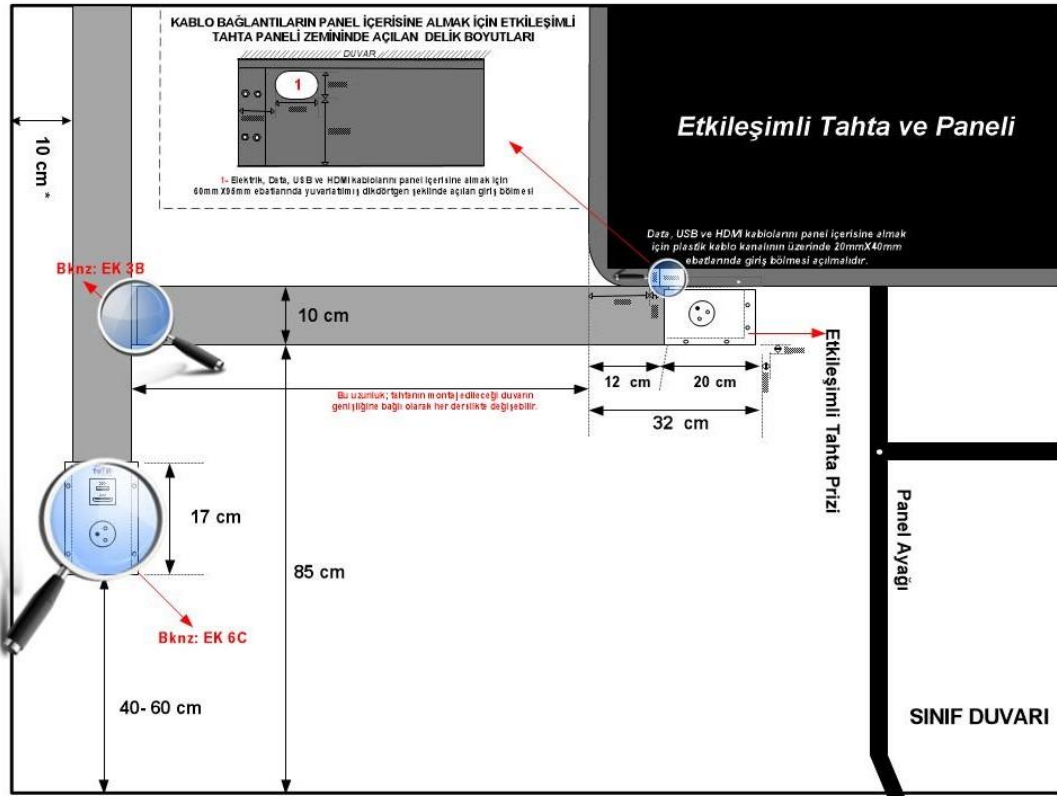 KABLO BAĞLANTILARIN PANEL İÇERİSİNE ALMAK İÇİN ETKİLEŞİMLİ
TAHTA PANELİ ZEMİNİNDE AÇILAN DELİK BOYUTLARI
DUVAR
1
1- Elektrik, Data, USB ve HDMI kablolarını panel içerisine almak için
60mm X95mm ebatlarında yuvarlatılmış dikdörtgen şeklinde açılan giriş bölmesi
Etkileşimli Tahta ve Paneli
Data, USB ve HDMI kablolarını panel içerisine almak
için plastik kablo kanalının üzerinde 20mmX40mm
ebatlarında giriş bölmesi açılmalıdır.
10 cm *
Bknz: EK 3B
10 cm
12 cm
20 cm
32 cm
Bu uzunluk; tahtanın montaj edileceği duvarın
genişliğine bağlı olarak her derslikte değişebilir.
Etkileşimli Tahta Prizi
17 cm
85 cm
Panel Ayağı
Bknz: EK 6C
40- 60 cm
SINIF DUVARI